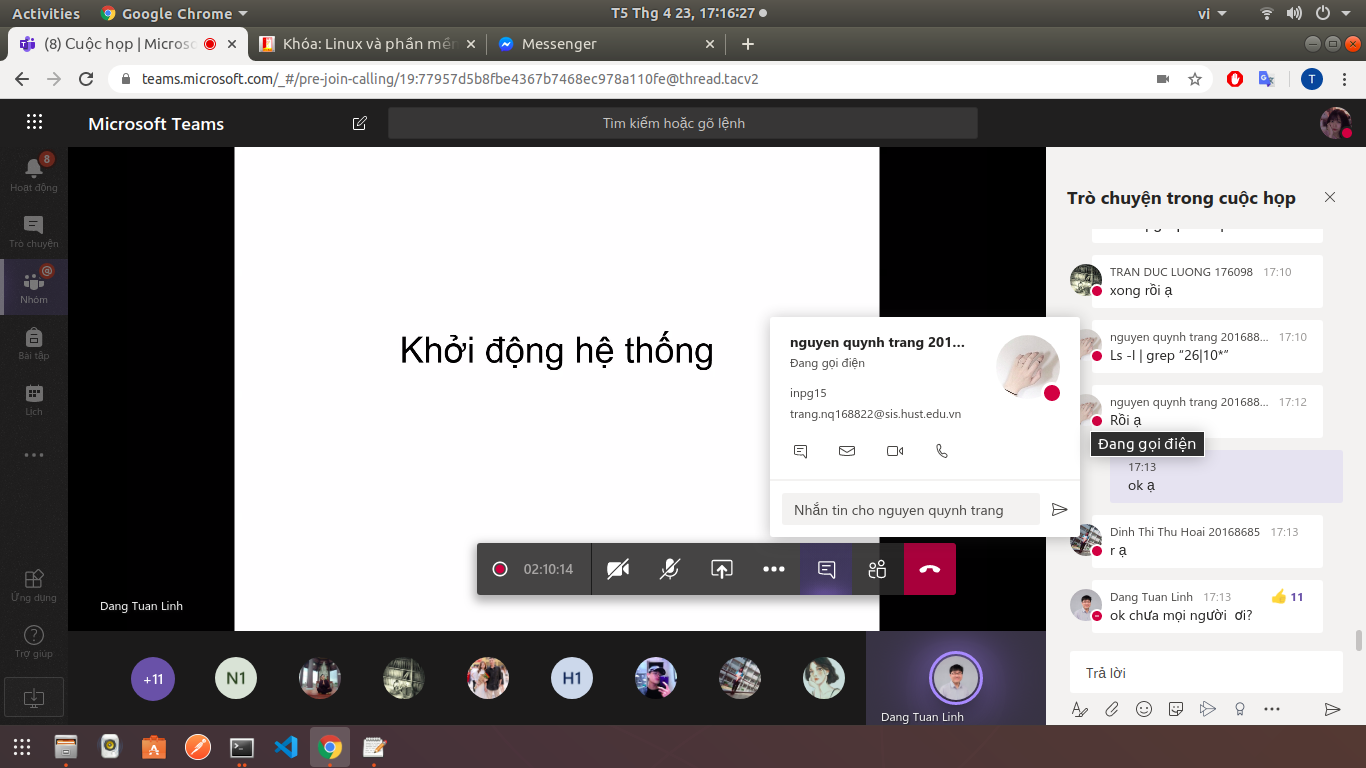 Activities
Google Chrome
T5 Thg 4 23, 17:16:27
vi
(8) Cuộc họp | Micros
Khóa: Linux và phần mềm
Messenger
teams.microsoft.com/_#/pre-join-calling/19:77957d5b8fbe4367b7468ec978a110fe@thread.tacv2
T
Microsoft Teams
Tìm kiếm hoặc gõ lệnh
8
Hoạt động
Trò chuyện
@
Nhóm
Bài tập
Lịch
Ứng dụng
Trợ giúp
Khởi động hệ thống
Dang Tuan Linh
nguyen quynh trang 201...
Đang gọi điện
inpg15
trang.nq168822@sis.hust.edu.vn
Nhắn tin cho nguyen quynh trang
02:10:14
+11
N1
H1
Dang Tuan Linh
Trò chuyện trong cuộc họp
TRAN DUC LUONG 176098 17:10
xong rồi ạ
nguyen quynh trang 201688... 17:10
Ls -l | grep “26|10*”
nguyen quynh trang 201688... 17:12
Rồi ạ
Đang gọi điện
17:13
ok ạ
Dinh Thi Thu Hoai 20168685 17:13
r ạ
Dang Tuan Linh 17:13 👍 11
ok chưa mọi người ơi?
Trả lời